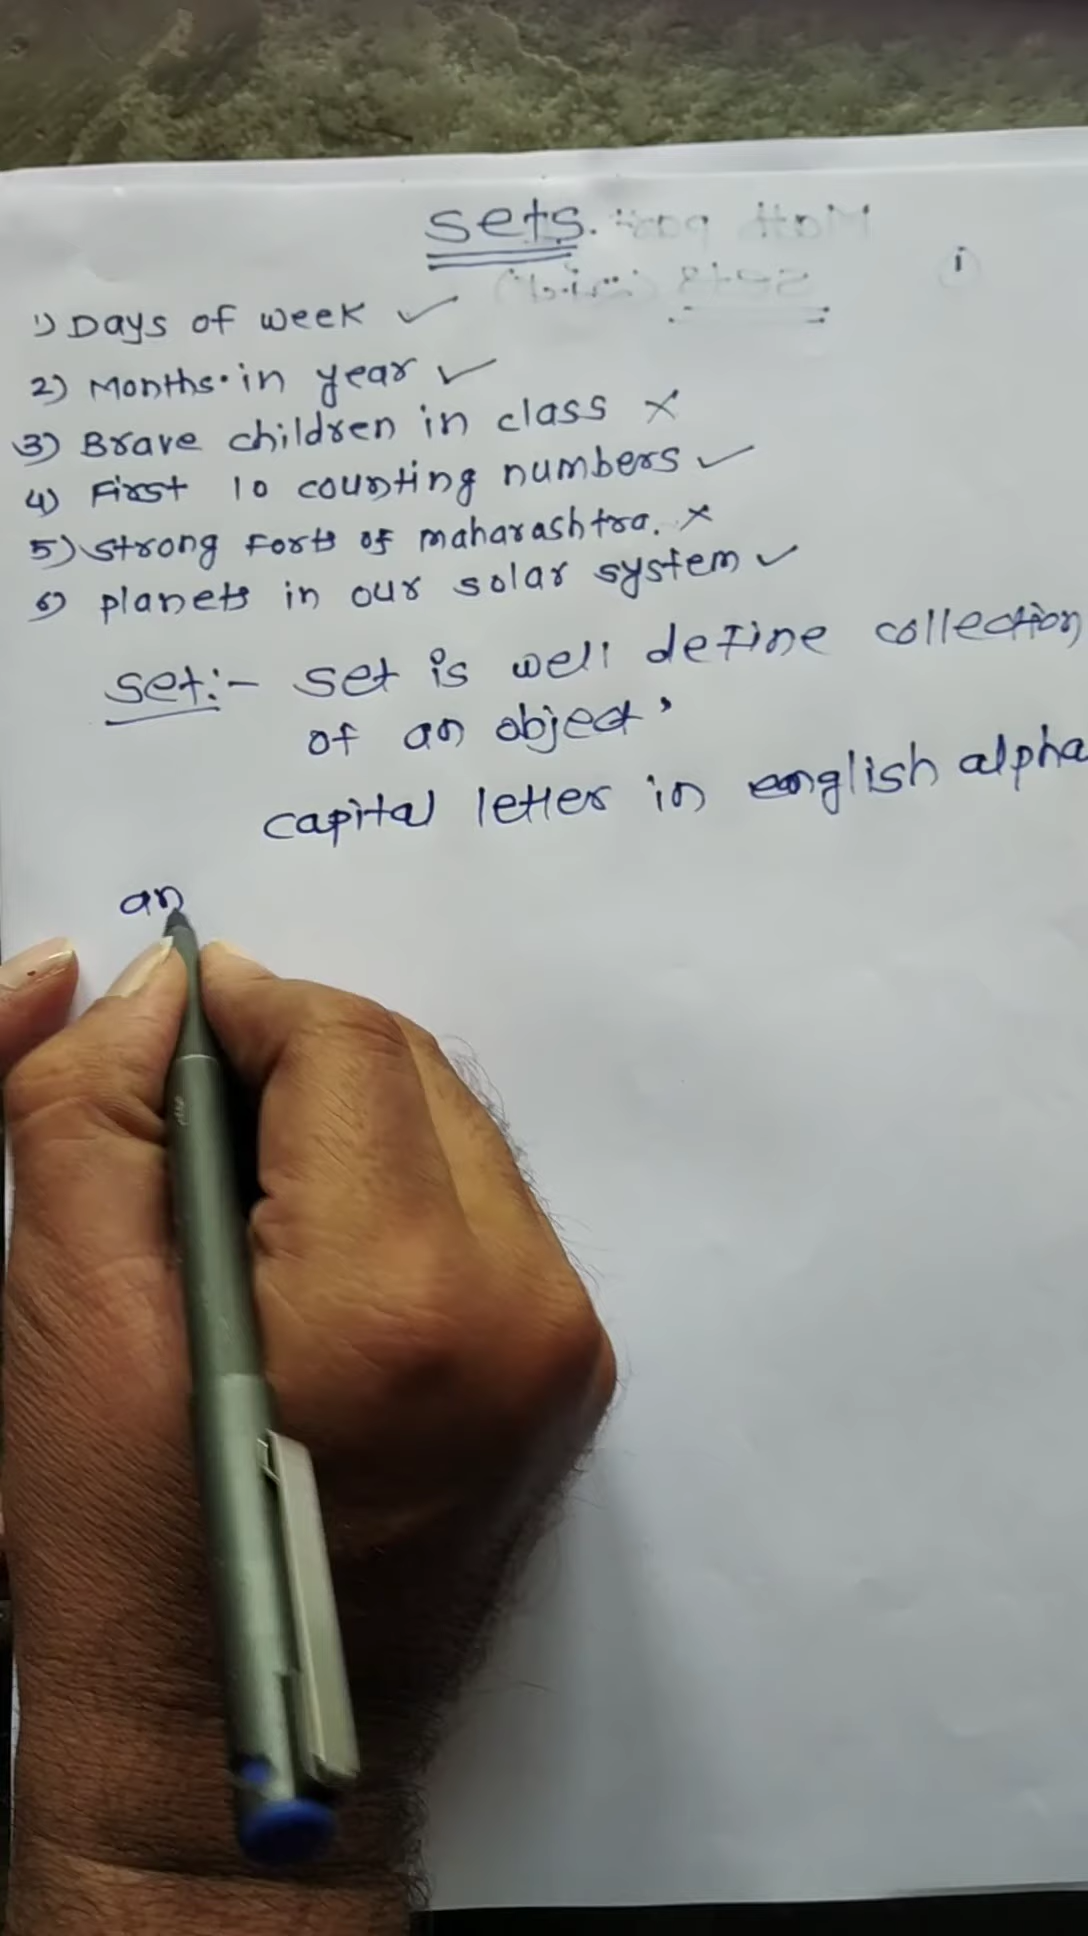 sets.
i
1) Days of week ✓
2) Months in year ✓
3) Brave children in class ×
4) First 10 counting numbers ✓
5) strong Forts of maharashtra. ×
6) planets in our solar system ✓
set:- set is well define collection
of an object'
capital letter in english alpha
an